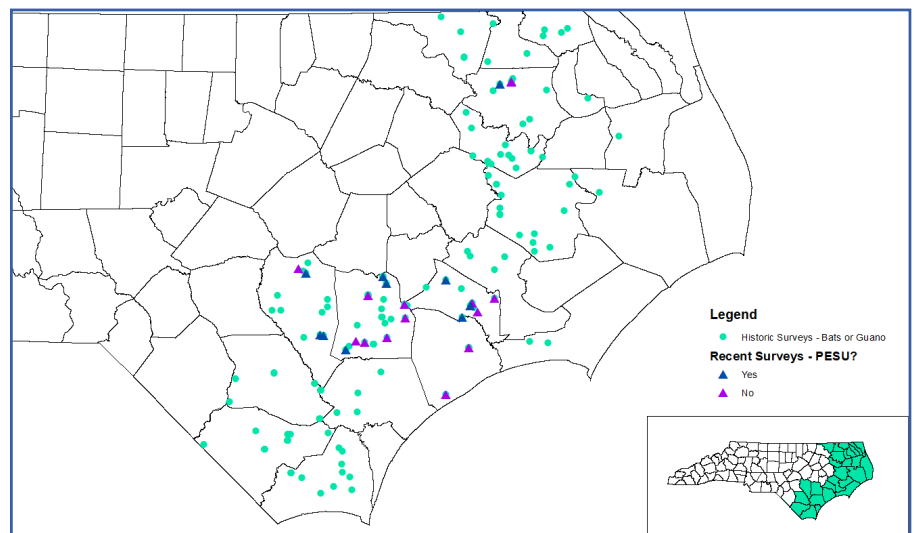 Legend
Historic Surveys - Bats or Guano
Recent Surveys - PESU?
Yes
No